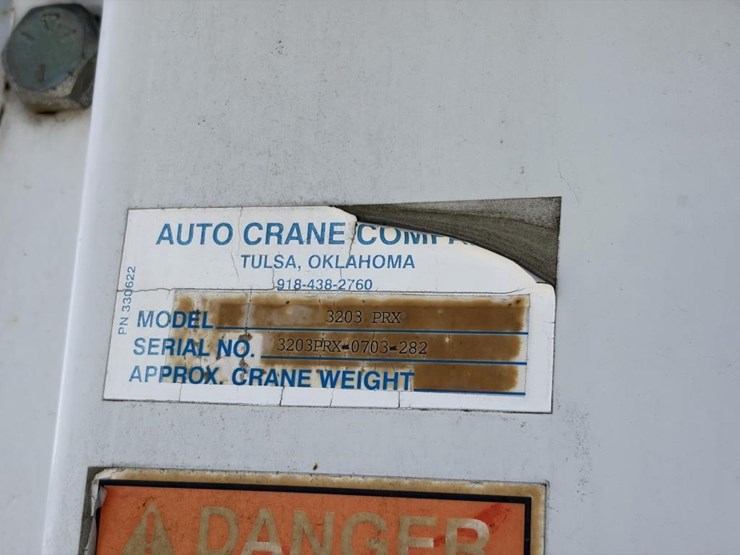 AUTO CRANE COMPA
TULSA, OKLAHOMA
918-438-2760
PN 330622
MODEL 3203 PRX
SERIAL NO. 3203PRX-0703-282
APPROX. CRANE WEIGHT
DANGER